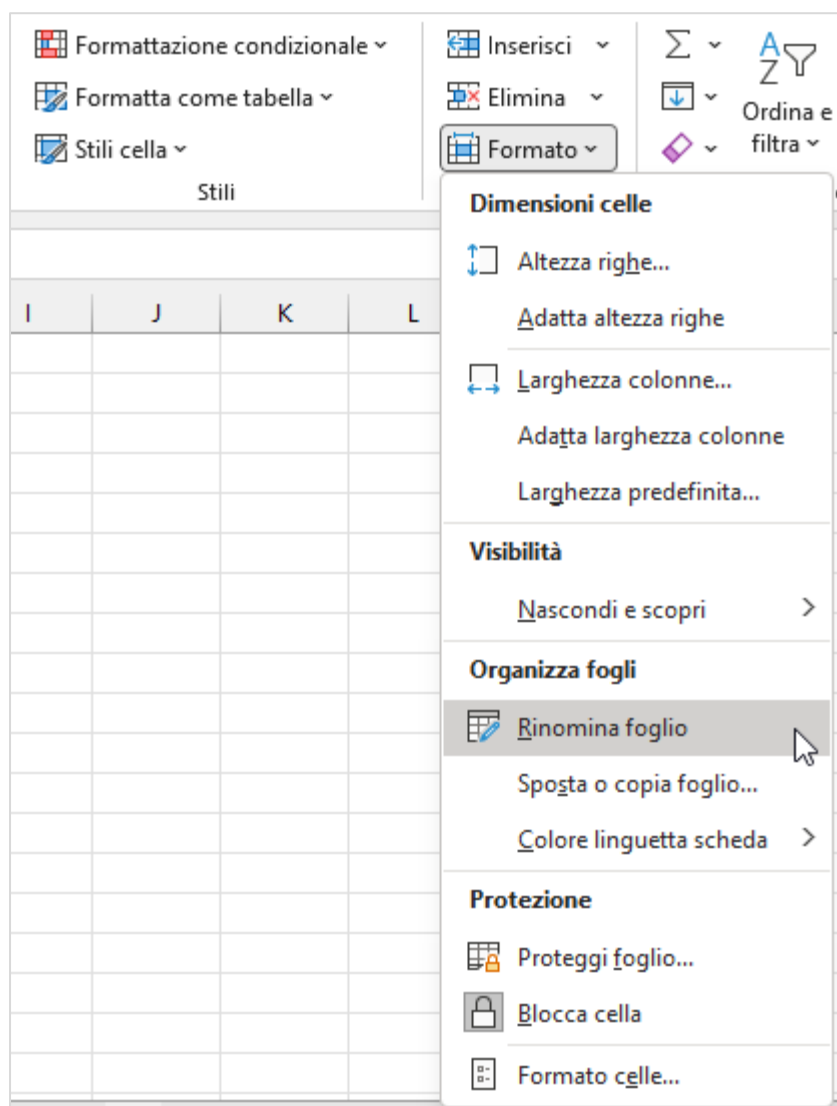 Formattazione condizionale
Formatta come tabella
Stili cella
Stili
Inserisci
Elimina
Formato
Ordina e
filtra
I J K L
Dimensioni celle
Altezza righe...
Adatta altezza righe
Larghezza colonne...
Adatta larghezza colonne
Larghezza predefinita...
Visibilità
Nascondi e scopri
Organizza fogli
Rinomina foglio
Sposta o copia foglio...
Colore linguetta scheda
Protezione
Proteggi foglio...
Blocca cella
Formato celle...